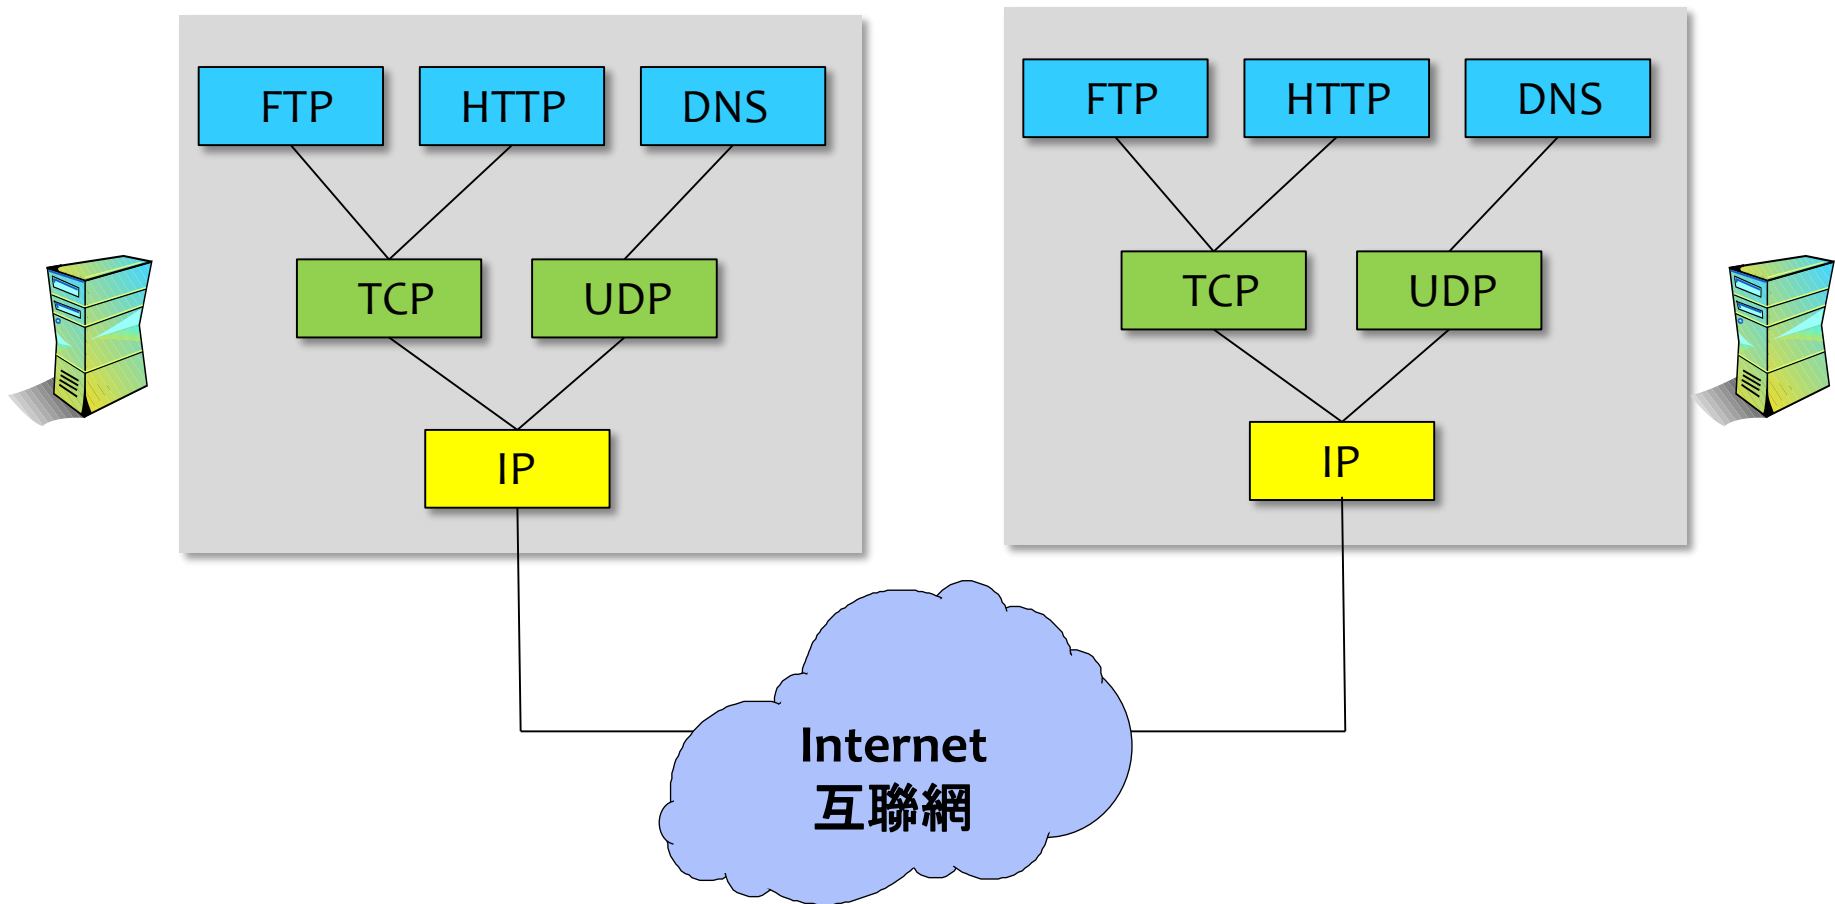 FTP
HTTP
DNS
TCP
UDP
IP
FTP
HTTP
DNS
TCP
UDP
IP
Internet
互聯網